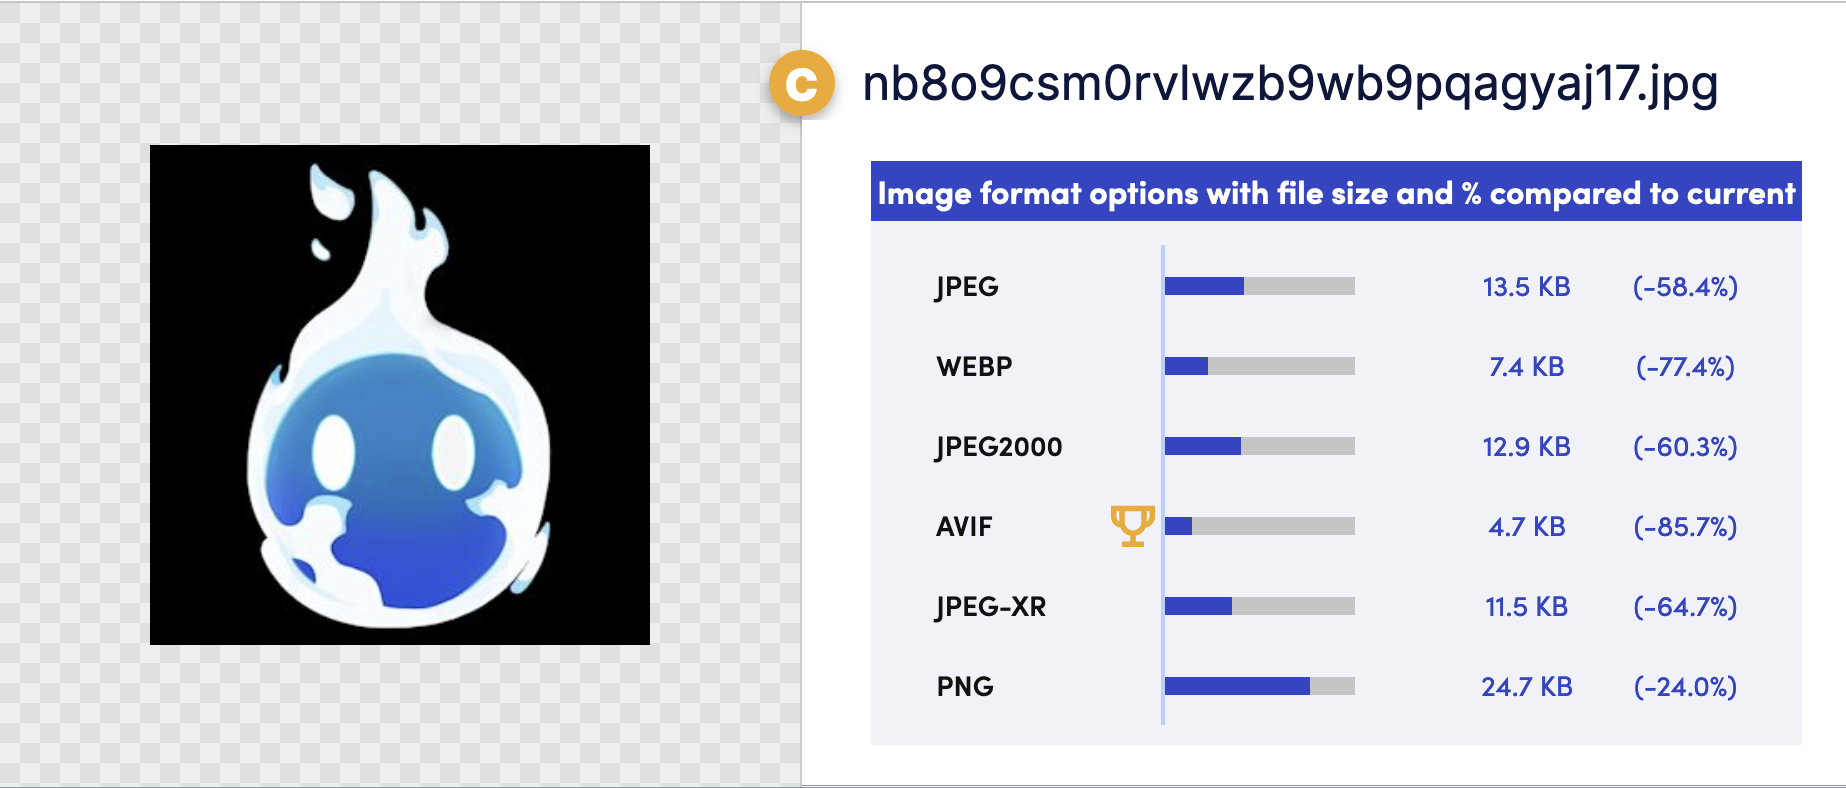 C
nb8o9csm0rvlwzb9wb9pqagyaj17.jpg
Image format options with file size and % compared to current
JPEG 13.5 KB (-58.4%)
WEBP 7.4 KB (-77.4%)
JPEG2000 12.9 KB (-60.3%)
AVIF 4.7 KB (-85.7%)
JPEG-XR 11.5 KB (-64.7%)
PNG 24.7 KB (-24.0%)